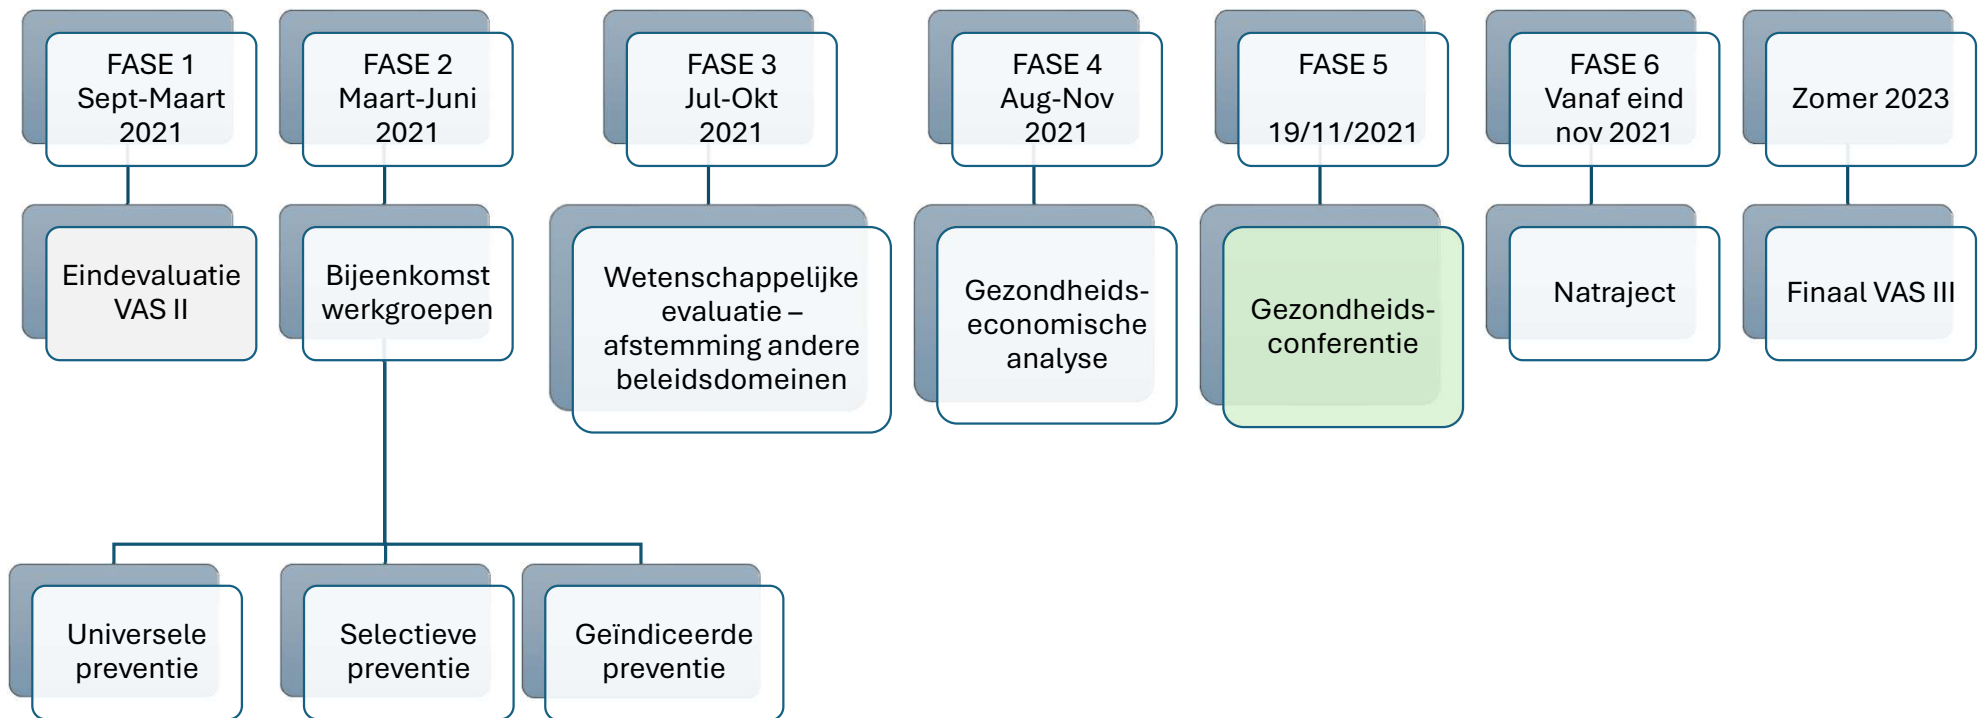 FASE 1
Sept-Maart
2021
FASE 2
Maart-Juni
2021
FASE 3
Jul-Okt
2021
FASE 4
Aug-Nov
2021
FASE 5
19/11/2021
FASE 6
Vanaf eind
nov 2021
Zomer 2023
Eindevaluatie
VAS II
Bijeenkomst
werkgroepen
Wetenschappelijke
evaluatie –
afstemming andere
beleidsdomeinen
Gezondheids-
economische
analyse
Gezondheids-
conferentie
Natraject
Finaal VAS III
Universele
preventie
Selectieve
preventie
Geïndiceerde
preventie